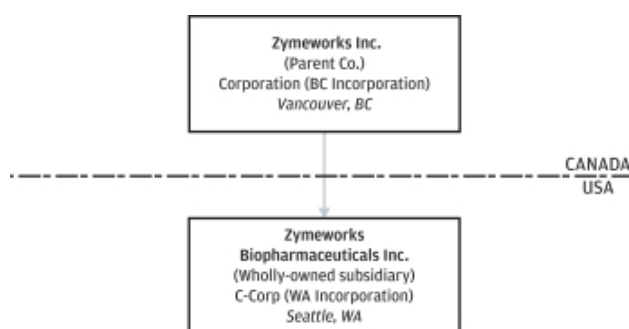 Zymeworks Inc.
(Parent Co.)
Corporation (BC Incorporation)
Vancouver, BC
CANADA
USA
Zymeworks
Biopharmaceuticals Inc.
(Wholly-owned subsidiary)
C-Corp (WA Incorporation)
Seattle, WA